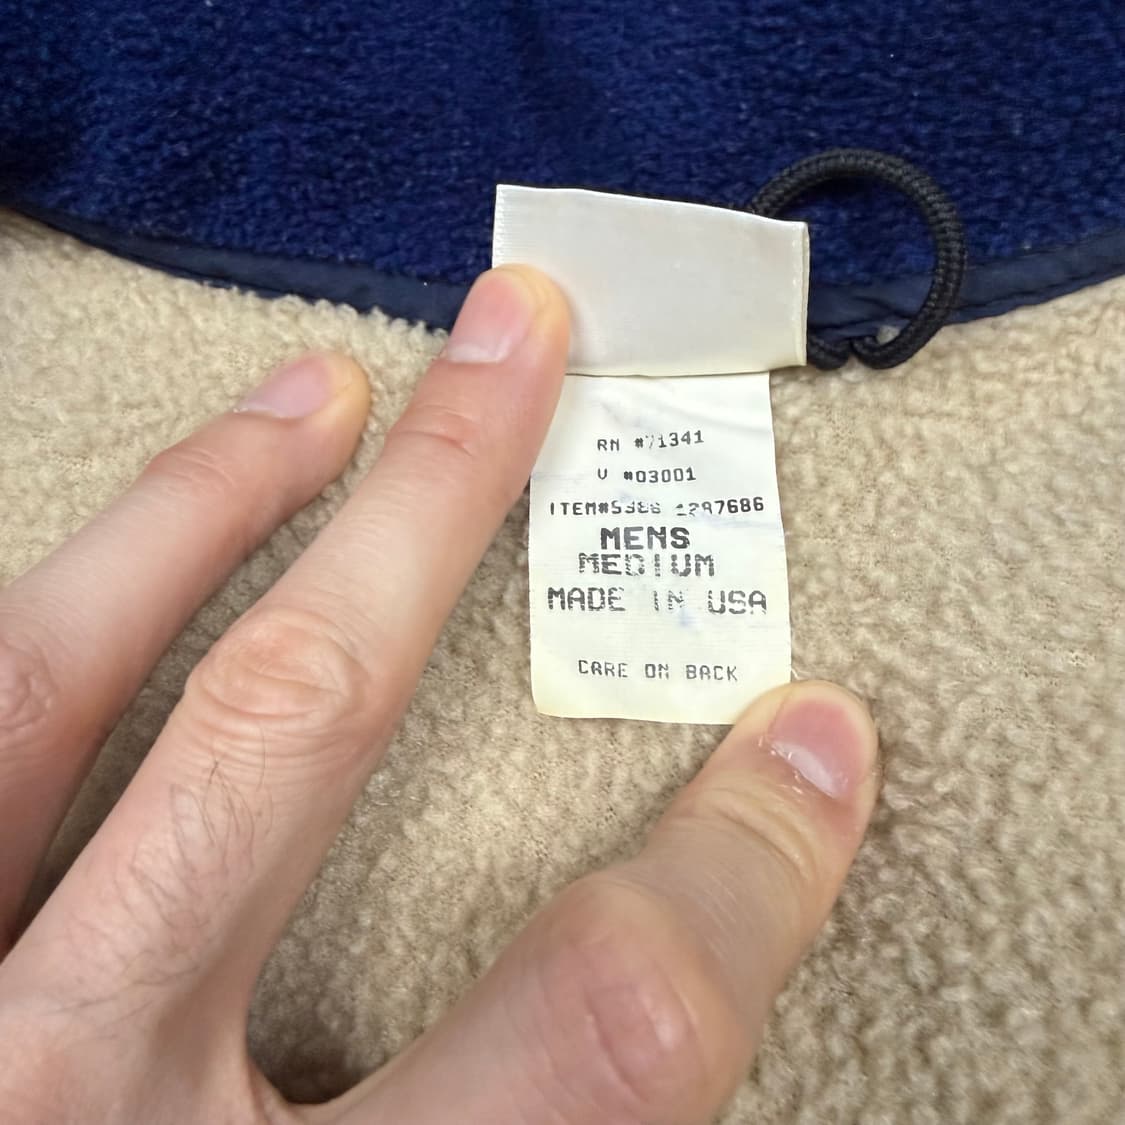 RN #71341
V #03001
ITEM#5386 1287686
MENS
MEDIUM
MADE IN USA
CARE ON BACK